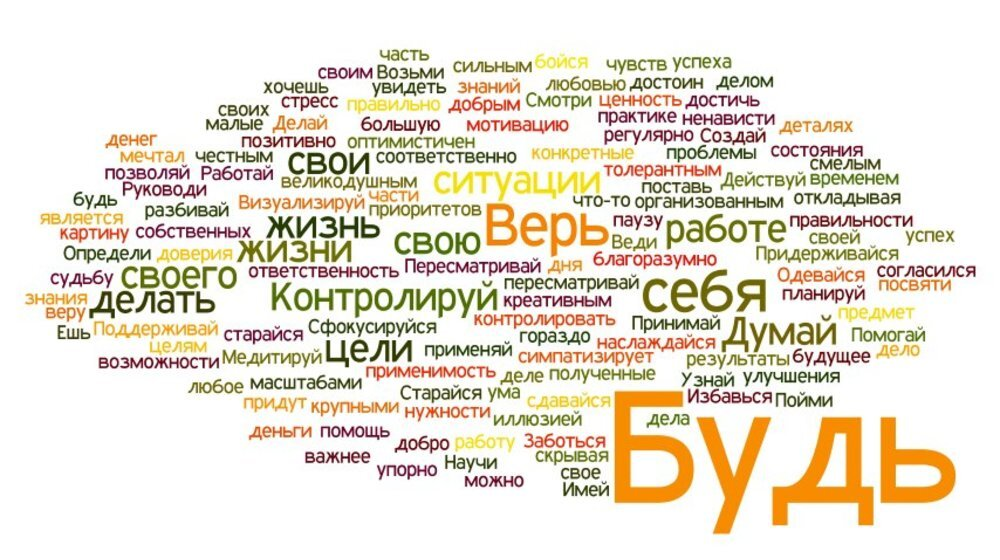 часть
своим Возьми сильным бойся чувств успеха
хочешь увидеть знаний любовью достоин делом
своих стресс правильно добрым Смотри ценность достичь
малые Делай большую мотивацию практике ненависти
денег позитивно оптимистичен регулярно Создай деталях
мечтал честным свои соответственно конкретные проблемы состояния
позволяй Работай великодушным ситуации толерантным смелым
Руководи поставь Действуй временем
будь разбивай Визуализируй части что-то организованным откладывая
является приоритетов Верь паузу правильности
картину собственных жизнь свою Веди работе своей успех
Определи доверия жизни благоразумно Придерживайся
судьбу своего ответственность Пересматривай дня Одевайся согласился
знания делать Контролируй пересматривай себя планируй посвяти
веру креативным
Ешь Поддерживай старайся Сфокусируйся контролировать Принимай Думай предмет
целям цели гораздо наслаждайся Помогай
возможности Медитируй применяй симпатизирует результаты будущее дело
любое масштабами применимость деле полученные Узнай улучшения
придут крупными Старайся ума сдавайся Избавься Пойми
нужности иллюзией дела
деньги помощь добро работу Заботься Будь
важнее скрывая
упорно Научи свое
можно Имей